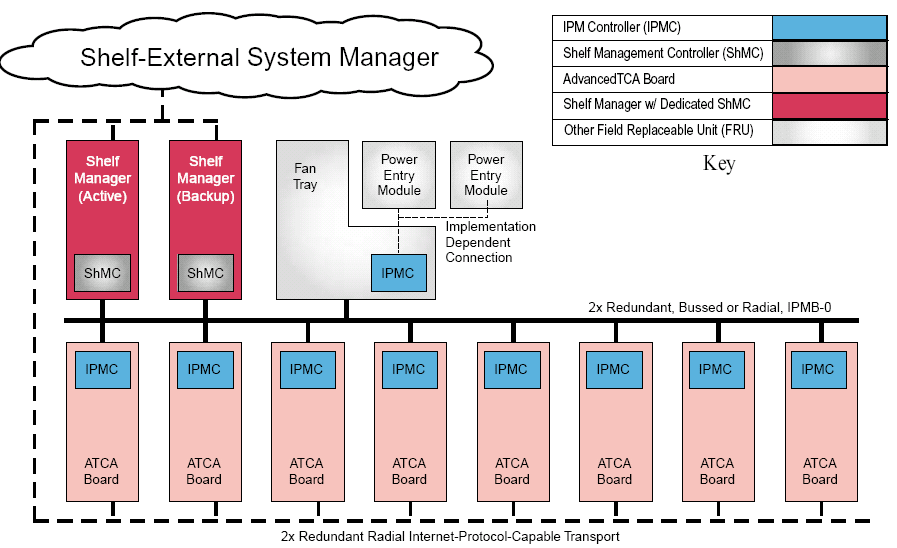 Shelf-External System Manager
IPM Controller (IPMC)
Shelf Management Controller (ShMC)
AdvancedTCA Board
Shelf Manager w/ Dedicated ShMC
Other Field Replaceable Unit (FRU)
Key
Shelf
Manager
(Active)
ShMC
Shelf
Manager
(Backup)
ShMC
Fan
Tray
IPMC
Power
Entry
Module
Power
Entry
Module
Implementation
Dependent
Connection
2x Redundant, Bussed or Radial, IPMB-0
IPMC
ATCA
Board
IPMC
ATCA
Board
IPMC
ATCA
Board
IPMC
ATCA
Board
IPMC
ATCA
Board
IPMC
ATCA
Board
IPMC
ATCA
Board
IPMC
ATCA
Board
2x Redundant Radial Internet-Protocol-Capable Transport